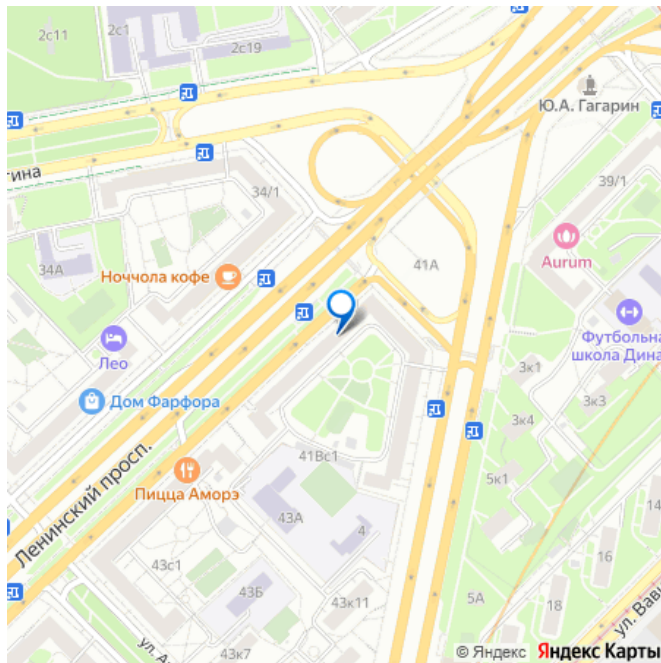 2с11
2с1
2с19
Ю.А. Гагарин
гина
34/1
39/1
Aurum
41А
34А
Ноччола кофе
Лео
Футбольна
школа Дина
Дом Фарфора
3к1
3к3
3к4
Ленинский просп.
41Вс1
5к1
Пицца Аморэ
43А
4
14
16
43с1
43Б
43к11
5А
18
ул. Вави
ул. А
43к7
© Яндекс Яндекс Карты